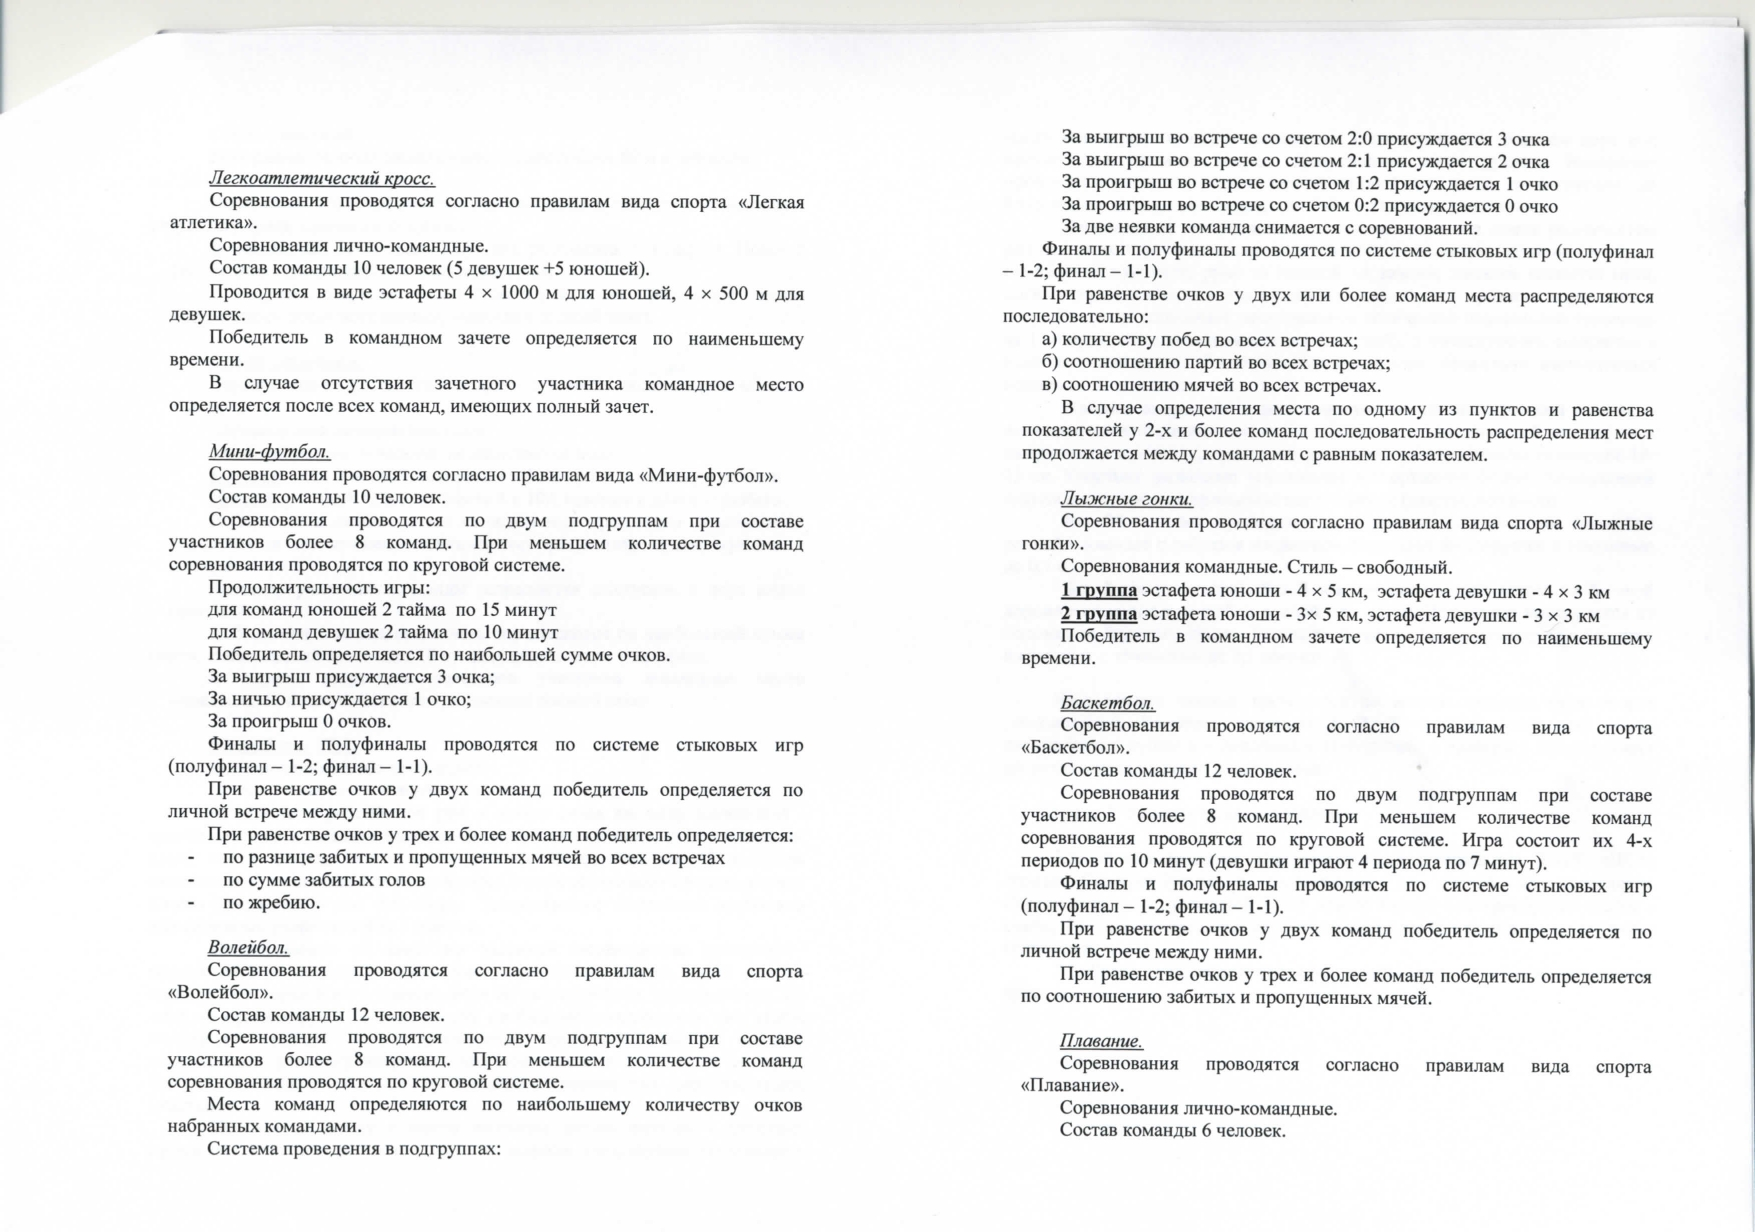 Легкоатлетический кросс.
Соревнования проводятся согласно правилам вида спорта «Легкая
атлетика».
Соревнования лично-командные.
Состав команды 10 человек (5 девушек +5 юношей).
Проводится в виде эстафеты 4 × 1000 м для юношей, 4 × 500 м для
девушек.
Победитель в командном зачете определяется по наименьшему
времени.
В случае отсутствия зачетного участника командное место
определяется после всех команд, имеющих полный зачет.
Мини-футбол.
Соревнования проводятся согласно правилам вида «Мини-футбол».
Состав команды 10 человек.
Соревнования проводятся по двум подгруппам при составе
участников более 8 команд. При меньшем количестве команд
соревнования проводятся по круговой системе.
Продолжительность игры:
для команд юношей 2 тайма по 15 минут
для команд девушек 2 тайма по 10 минут
Победитель определяется по наибольшей сумме очков.
За выигрыш присуждается 3 очка;
За ничью присуждается 1 очко;
За проигрыш 0 очков.
Финалы и полуфиналы проводятся по системе стыковых игр
(полуфинал – 1-2; финал – 1-1).
При равенстве очков у двух команд победитель определяется по
личной встрече между ними.
При равенстве очков у трех и более команд победитель определяется:
- по разнице забитых и пропущенных мячей во всех встречах
- по сумме забитых голов
- по жребию.
Волейбол.
Соревнования проводятся согласно правилам вида спорта
«Волейбол».
Состав команды 12 человек.
Соревнования проводятся по двум подгруппам при составе
участников более 8 команд. При меньшем количестве команд
соревнования проводятся по круговой системе.
Места команд определяются по наибольшему количеству очков
набранных командами.
Система проведения в подгруппах:
За выигрыш во встрече со счетом 2:0 присуждается 3 очка
За выигрыш во встрече со счетом 2:1 присуждается 2 очка
За проигрыш во встрече со счетом 1:2 присуждается 1 очко
За проигрыш во встрече со счетом 0:2 присуждается 0 очко
За две неявки команда снимается с соревнований.
Финалы и полуфиналы проводятся по системе стыковых игр (полуфинал
– 1-2; финал – 1-1).
При равенстве очков у двух или более команд места распределяются
последовательно:
а) количеству побед во всех встречах;
б) соотношению партий во всех встречах;
в) соотношению мячей во всех встречах.
В случае определения места по одному из пунктов и равенства
показателей у 2-х и более команд последовательность распределения мест
продолжается между командами с равным показателем.
Лыжные гонки.
Соревнования проводятся согласно правилам вида спорта «Лыжные
гонки».
Соревнования командные. Стиль – свободный.
1 группа эстафета юноши - 4 × 5 км, эстафета девушки - 4 × 3 км
2 группа эстафета юноши - 3× 5 км, эстафета девушки - 3 × 3 км
Победитель в командном зачете определяется по наименьшему
времени.
Баскетбол.
Соревнования проводятся согласно правилам вида спорта
«Баскетбол».
Состав команды 12 человек.
Соревнования проводятся по двум подгруппам при составе
участников более 8 команд. При меньшем количестве команд
соревнования проводятся по круговой системе. Игра состоит их 4-х
периодов по 10 минут (девушки играют 4 периода по 7 минут).
Финалы и полуфиналы проводятся по системе стыковых игр
(полуфинал – 1-2; финал – 1-1).
При равенстве очков у двух команд победитель определяется по
личной встрече между ними.
При равенстве очков у трех и более команд победитель определяется
по соотношению забитых и пропущенных мячей.
Плавание.
Соревнования проводятся согласно правилам вида спорта
«Плавание».
Соревнования лично-командные.
Состав команды 6 человек.